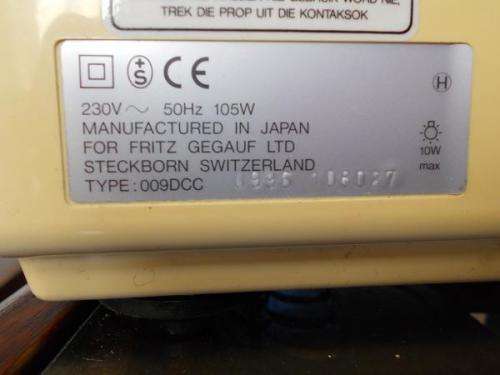 TREK DIE PROP UIT DIE KONTAKSOK
+
S
CE
H
230V~ 50Hz 105W
MANUFACTURED IN JAPAN
FOR FRITZ GEGAUF LTD
STECKBORN SWITZERLAND
TYPE:009DCC
10W
max